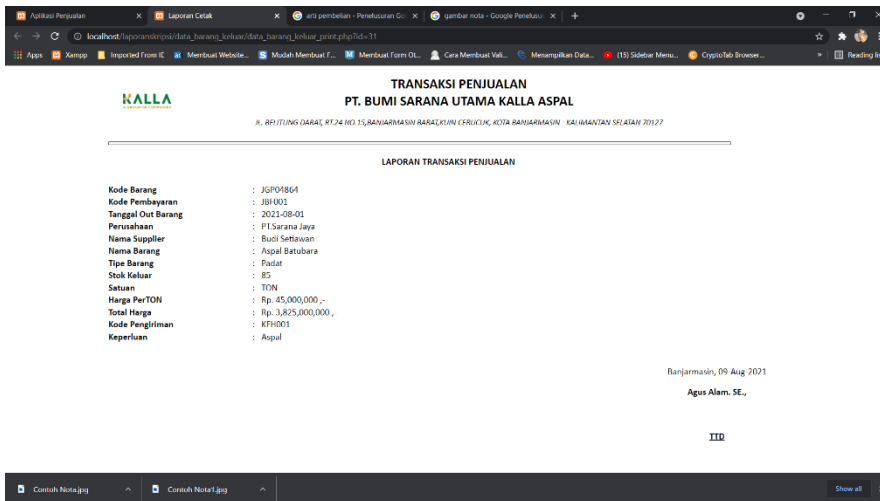 Aplikasi Penjualan
Laporan Cetak
arti pembelian - Penelusuran Go
gambar nota - Google Penelusu
localhost/laporanskripsi/data_barang_keluar/data_barang_keluar_print.php?id=31
Apps
Xampp
Imported From IE
Membuat Website...
Mudah Membuat F...
Membuat Form OL...
Cara Membuat Vali...
Menampilkan Data...
(15) Sidebar Menu...
CryptoTab Browser...
Reading lis
KALLA
TRANSAKSI PENJUALAN
PT. BUMI SARANA UTAMA KALLA ASPAL
JL. BELITUNG DARAT, RT.24 NO.15,BANJARMASIN BARAT,KUIN CERUCUK, KOTA BANJARMASIN - KALIMANTAN SELATAN 70127
LAPORAN TRANSAKSI PENJUALAN
Kode Barang : JGP04864
Kode Pembayaran : JBF001
Tanggal Out Barang : 2021-08-01
Perusahaan : PT.Sarana Jaya
Nama Supplier : Budi Setiawan
Nama Barang : Aspal Batubara
Tipe Barang : Padat
Stok Keluar : 85
Satuan : TON
Harga PerTON : Rp. 45,000,000 ,-
Total Harga : Rp. 3,825,000,000 ,
Kode Pengiriman : KFH001
Keperluan : Aspal
Banjarmasin, 09 Aug 2021
Agus Alam. SE.,
TTD
Contoh Nota.jpg
Contoh Nota1.jpg
Show all